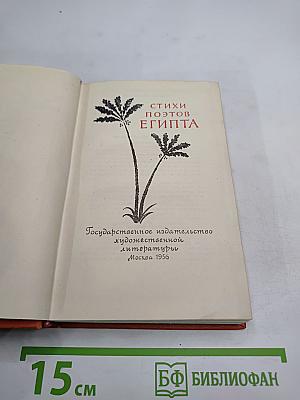 СТИХИ
ПОЭТОВ
ЕГИПТА
Государственное издательство
художественной
литературы
Москва 1956
15 см
БФ БИБЛИОФАН